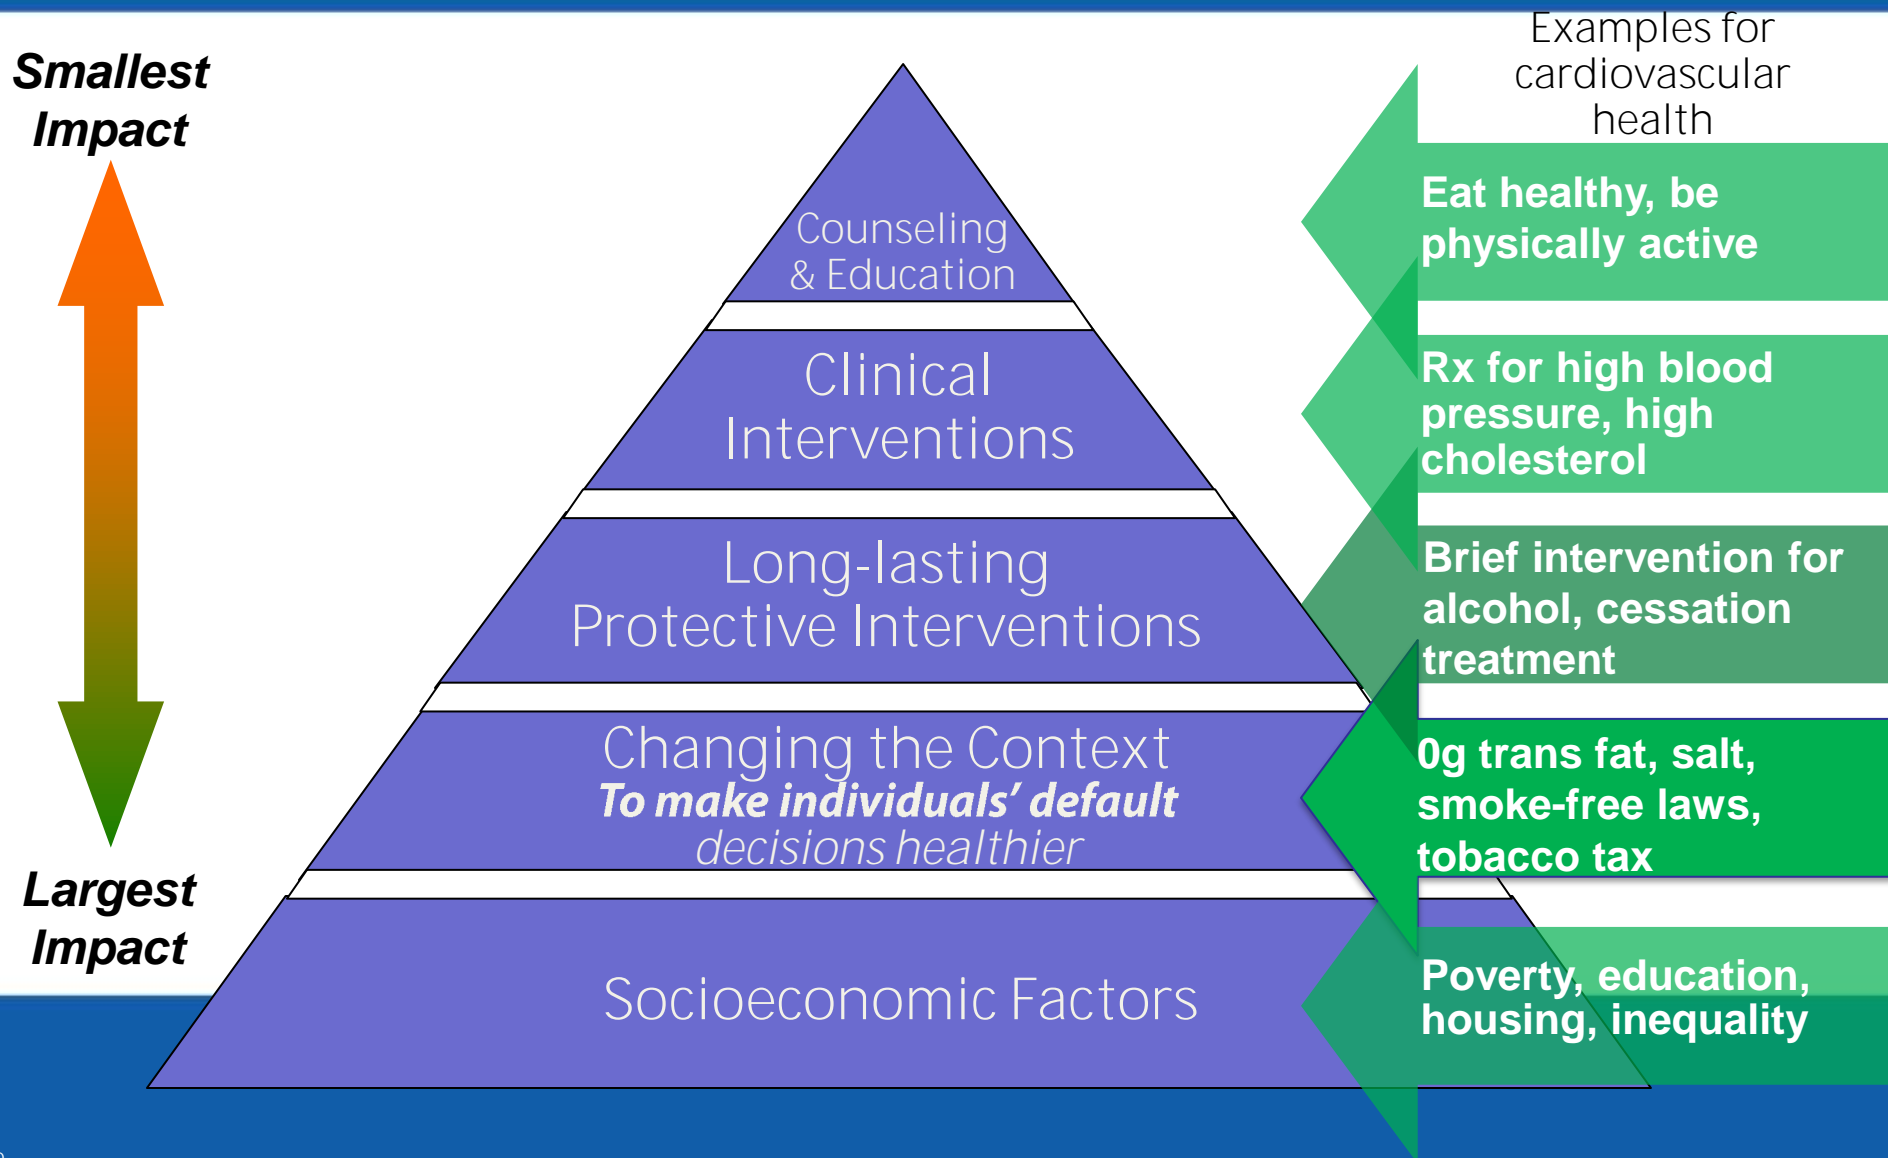 Examples for
cardiovascular
health
Smallest
Impact
Largest
Impact
Counseling
& Education
Clinical
Interventions
Long-lasting
Protective Interventions
Changing the Context
To make individuals’ default
decisions healthier
Socioeconomic Factors
Eat healthy, be
physically active
Rx for high blood
pressure, high
cholesterol
Brief intervention for
alcohol, cessation
treatment
0g trans fat, salt,
smoke-free laws,
tobacco tax
Poverty, education,
housing, inequality